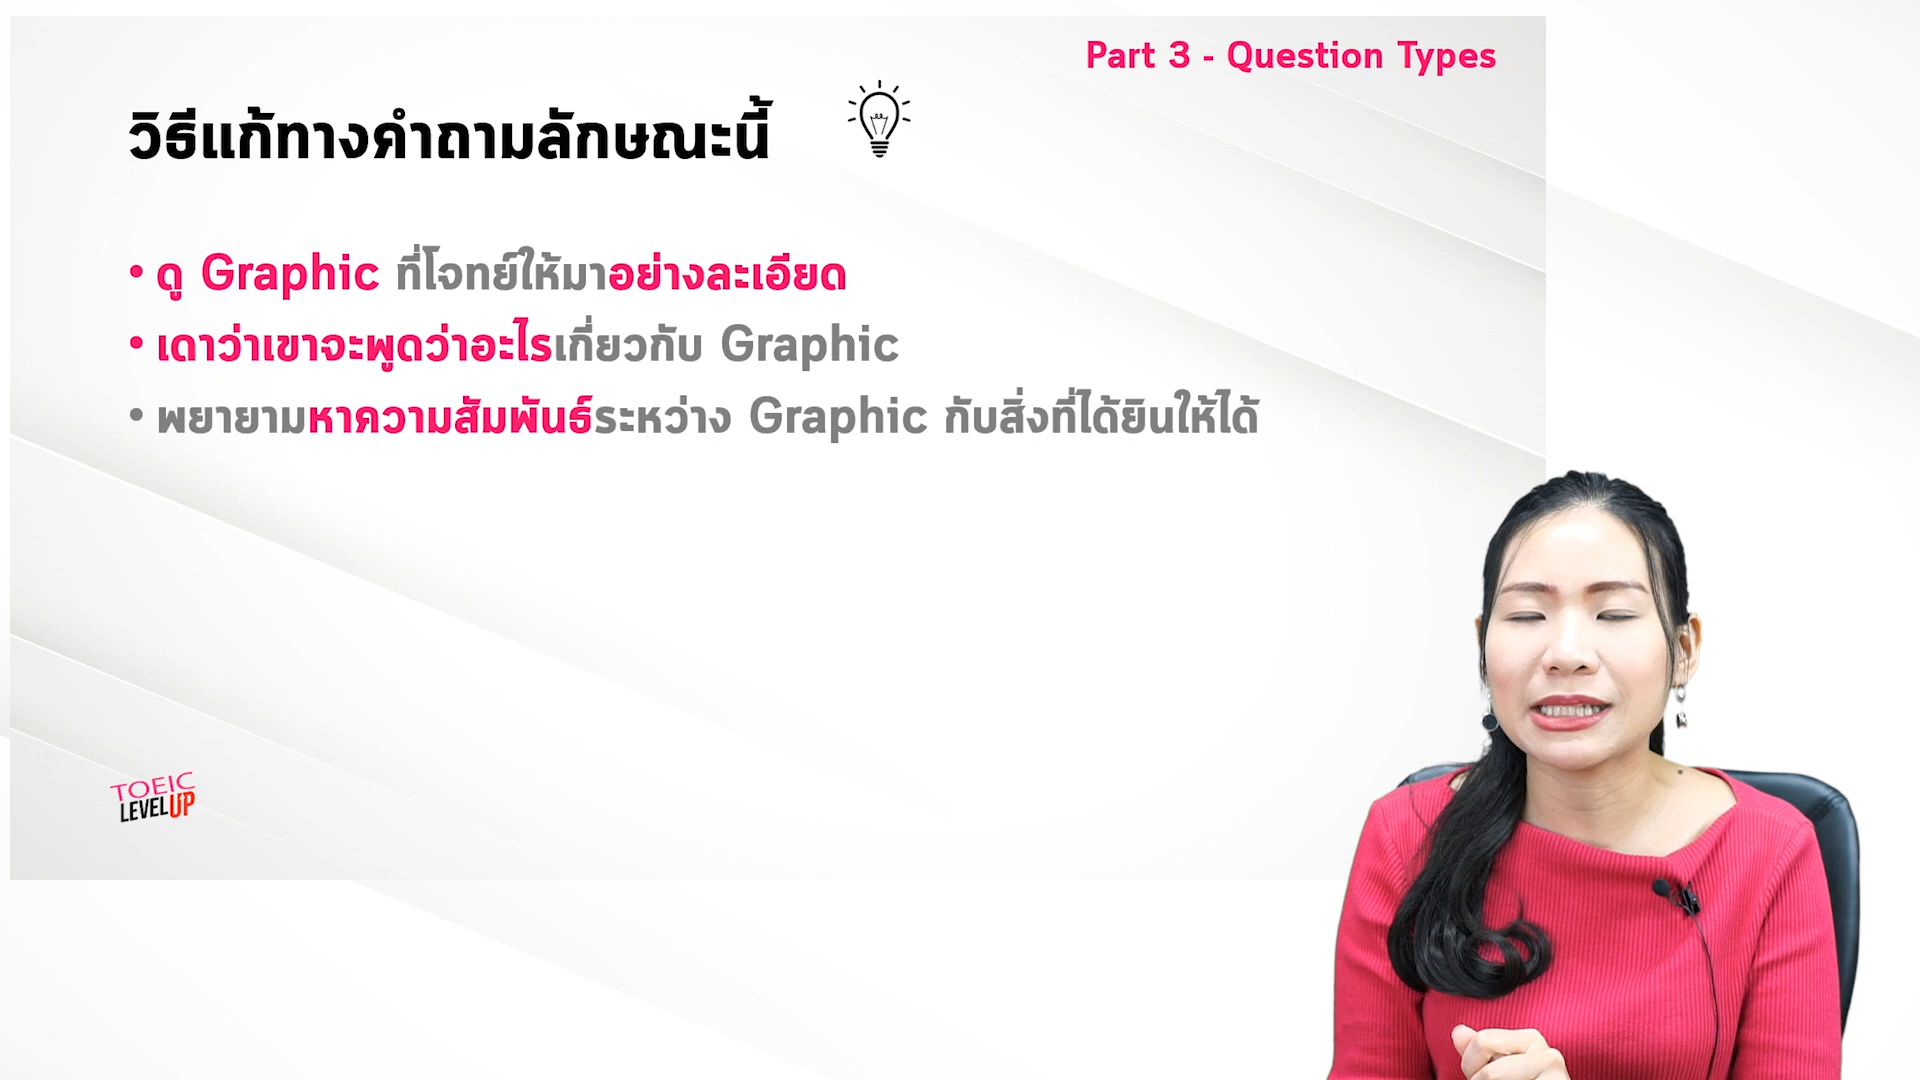 Part 3 - Question Types
วิธีแก้ทางคำถามลักษณะนี้
• ดู Graphic ที่โจทย์ให้มาอย่างละเอียด
• เดาว่าเขาจะพูดว่าอะไรเกี่ยวกับ Graphic
• พยายามหาความสัมพันธ์ระหว่าง Graphic กับสิ่งที่ได้ยินให้ได้
TOEIC
LEVEL UP